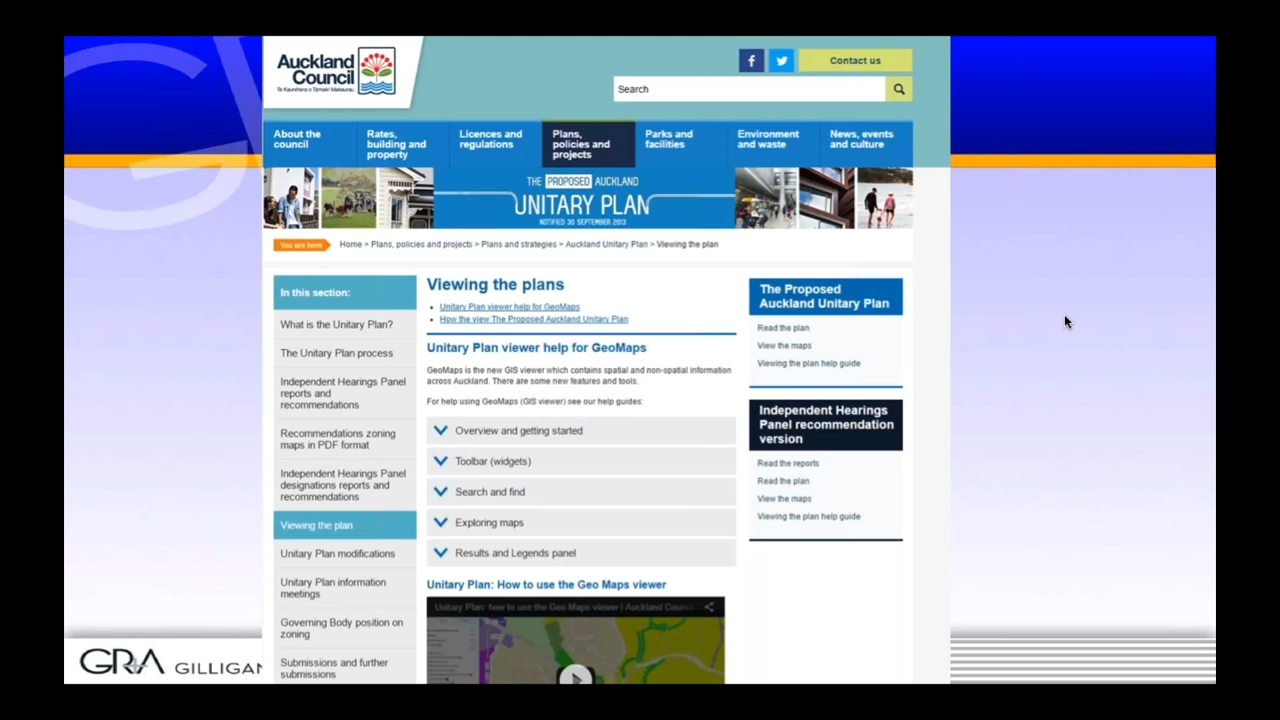 Auckland
Council
Te Kaunihera o Tāmaki Makaurau
f
Contact us
Search
About the
council
Rates,
building and
property
Licences and
regulations
Plans,
policies and
projects
Parks and
facilities
Environment
and waste
News, events
and culture
THE PROPOSED AUCKLAND
UNITARY PLAN
NOTIFIED 30 SEPTEMBER 2013
You are here
Home > Plans, policies and projects > Plans and strategies > Auckland Unitary Plan > Viewing the plan
In this section:
What is the Unitary Plan?
The Unitary Plan process
Independent Hearings Panel
reports and
recommendations
Recommendations zoning
maps in PDF format
Independent Hearings Panel
designations reports and
recommendations
Viewing the plan
Unitary Plan modifications
Unitary Plan information
meetings
Governing Body position on
zoning
Submissions and further
submissions
Viewing the plans
Unitary Plan viewer help for GeoMaps
How the view The Proposed Auckland Unitary Plan
Unitary Plan viewer help for GeoMaps
GeoMaps is the new GIS viewer which contains spatial and non-spatial information
across Auckland. There are some new features and tools.
For help using GeoMaps (GIS viewer) see our help guides:
Overview and getting started
Toolbar (widgets)
Search and find
Exploring maps
Results and Legends panel
Unitary Plan: How to use the Geo Maps viewer
Unitary Plan: how to use the Geo Maps viewer | Auckland Counc
The Proposed
Auckland Unitary Plan
Read the plan
View the maps
Viewing the plan help guide
Independent Hearings
Panel recommendation
version
Read the reports
Read the plan
View the maps
Viewing the plan help guide
GRA GILLIGAN